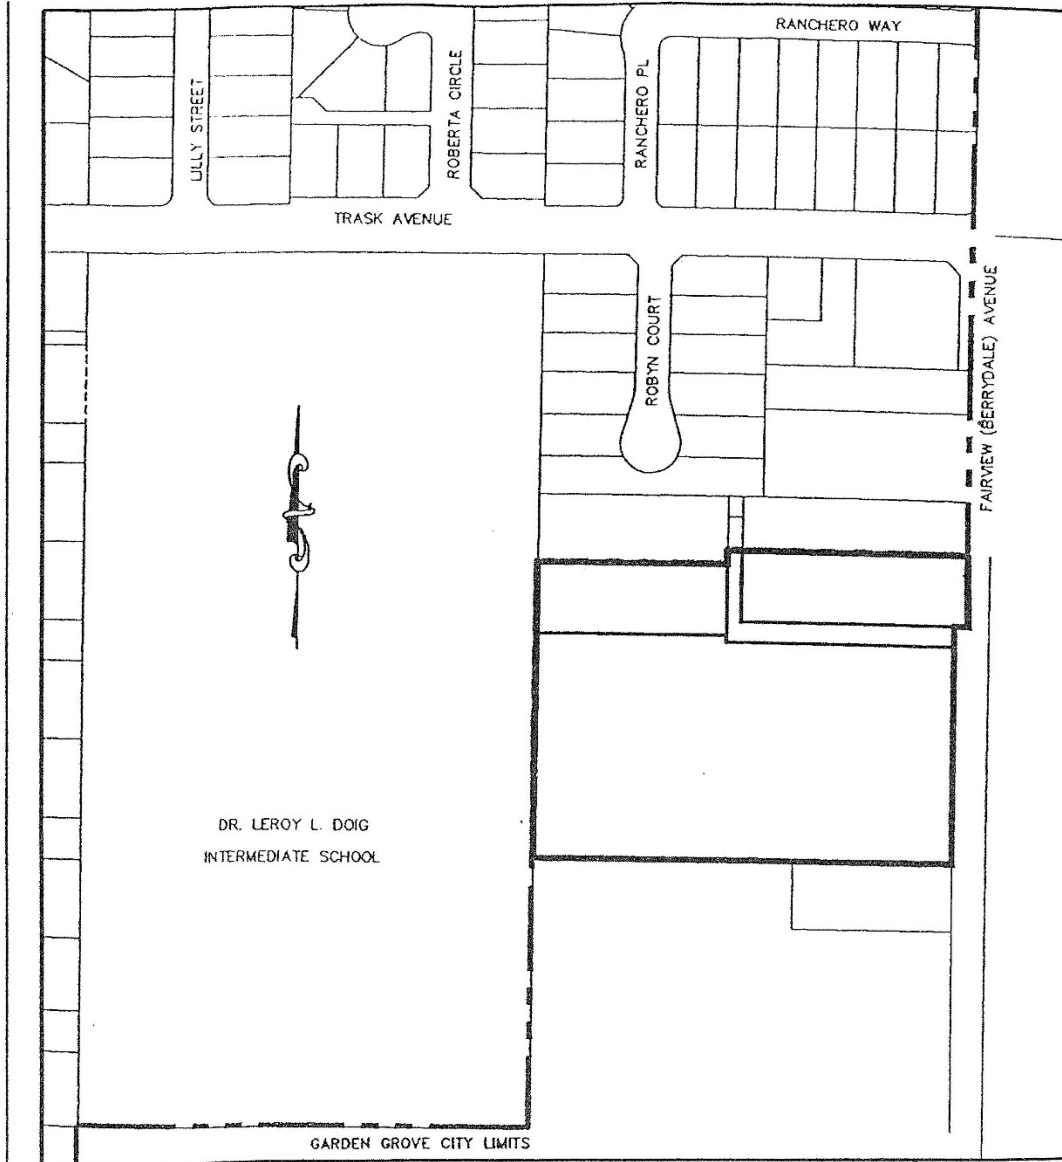 RANCHERO WAY
LILLY STREET
ROBERTA CIRCLE
RANCHERO PL
TRASK AVENUE
ROBYN COURT
FAIRVIEW (BERRYDALE) AVENUE
DR. LEROY L. DOIG
INTERMEDIATE SCHOOL
GARDEN GROVE CITY LIMITS